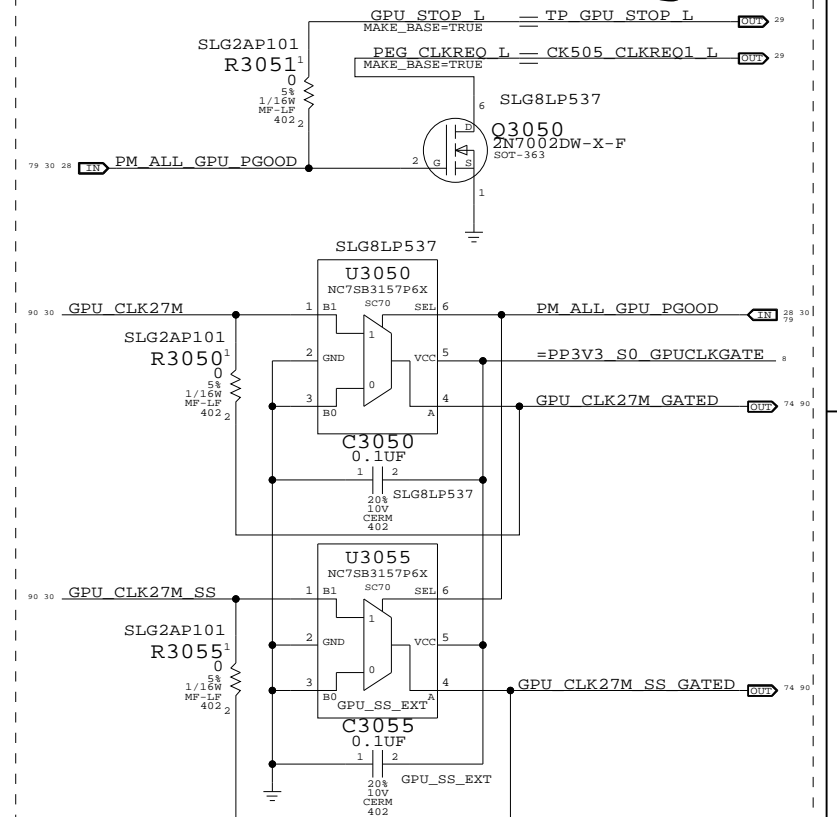 GPU_STOP_L TP_GPU_STOP_L OUT 29
MAKE_BASE=TRUE
PEG_CLKREQ_L CK505_CLKREQ1_L OUT 29
MAKE_BASE=TRUE
SLG2AP101
R3051 1
0
5%
1/16W
MF-LF
402 2
6 SLG8LP537
D
Q3050
2N7002DW-X-F
SOT-363
79 30 28 IN PM_ALL_GPU_PGOOD 2 G S
1
SLG8LP537
U3050
NC7SB3157P6X
SC70
90 30 GPU_CLK27M 1 B1 SEL 6 PM_ALL_GPU_PGOOD IN 28 30
79
1
SLG2AP101
R3050 1
0
5%
1/16W
MF-LF
402 2
2 GND VCC 5 =PP3V3_S0_GPUCLKGATE 8
0
3 B0 A 4 GPU_CLK27M_GATED OUT 74 90
C3050
0.1UF
1 2
SLG8LP537
20%
10V
CERM
402
U3055
NC7SB3157P6X
SC70
90 30 GPU_CLK27M_SS 1 B1 SEL 6
1
SLG2AP101
R3055 1
0
5%
1/16W
MF-LF
402 2
2 GND VCC 5
0
3 B0 A 4 GPU_CLK27M_SS_GATED OUT 74 90
GPU_SS_EXT
C3055
0.1UF
1 2
GPU_SS_EXT
20%
10V
CERM
402